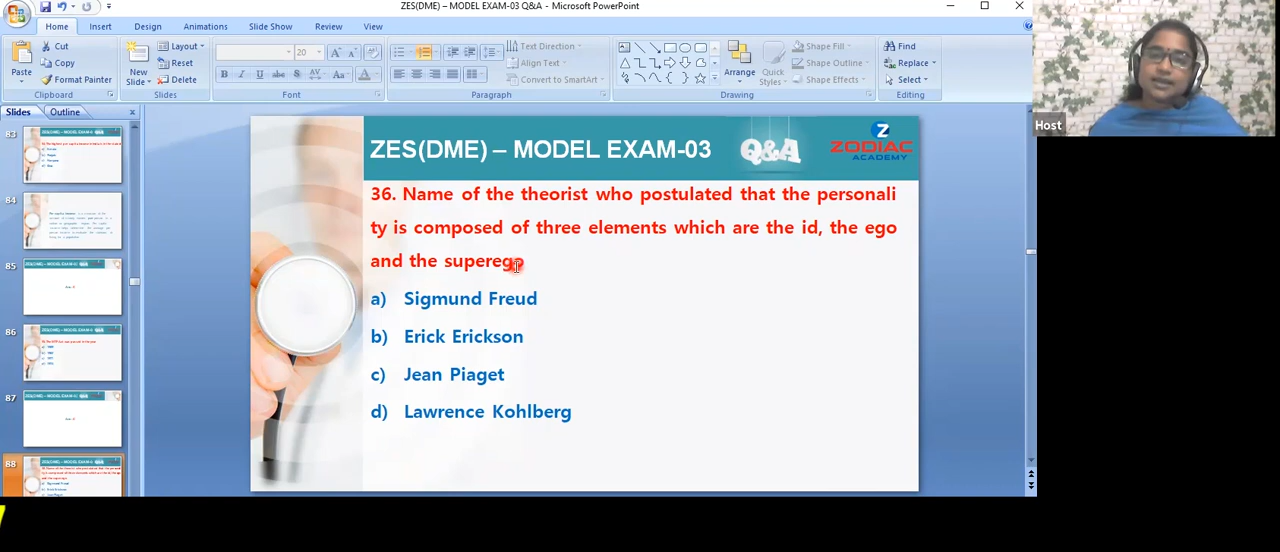 ZES(DME) - MODEL EXAM-03 Q&A - Microsoft PowerPoint
Home Insert Design Animations Slide Show Review View
Paste Cut Copy Format Painter Clipboard
New Slide Layout Reset Delete Slides
20 Font
Text Direction Align Text Convert to SmartArt Paragraph
Arrange Quick Styles Shape Fill Shape Outline Shape Effects Drawing
Find Replace Select Editing
Host
Slides Outline
83
84
85
86
87
88
ZES(DME) – MODEL EXAM-03 Q&A
Z
ZODIAC
ACADEMY
36. Name of the theorist who postulated that the personali
ty is composed of three elements which are the id, the ego
and the superego
a) Sigmund Freud
b) Erick Erickson
c) Jean Piaget
d) Lawrence Kohlberg